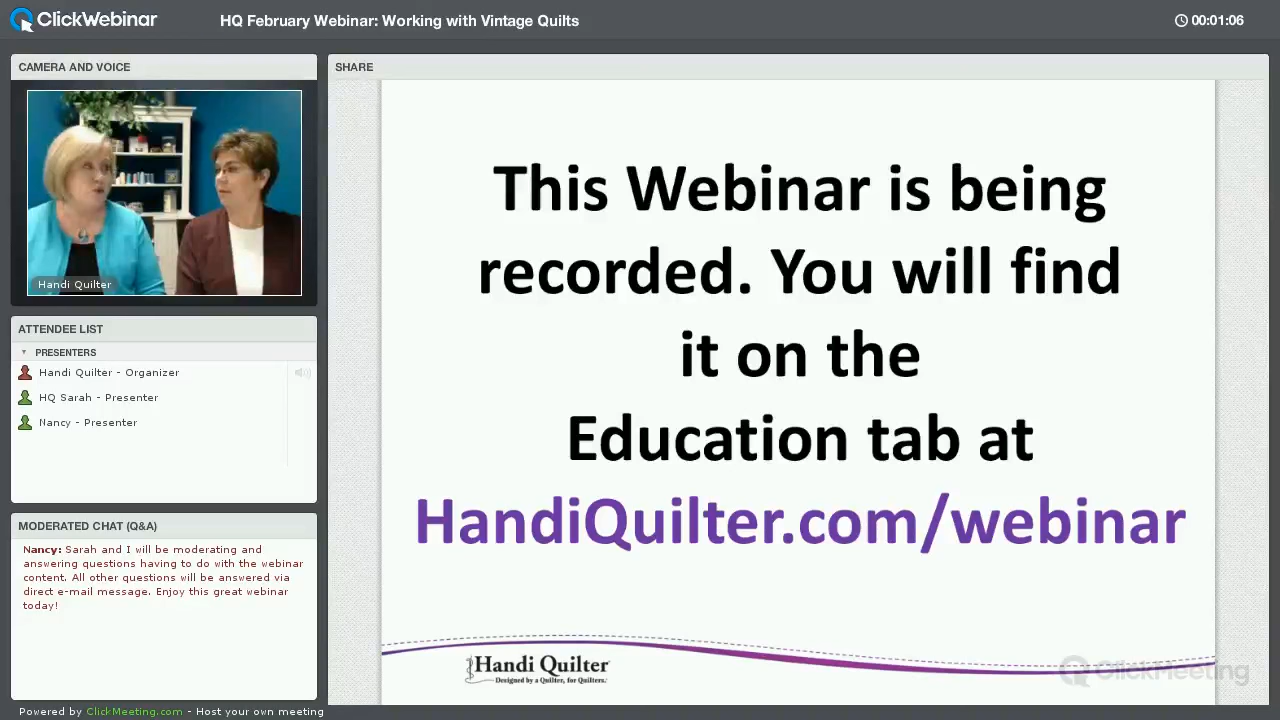 ClickWebinar
HQ February Webinar: Working with Vintage Quilts
00:01:06
CAMERA AND VOICE
Handi Quilter
ATTENDEE LIST
PRESENTERS
Handi Quilter - Organizer
HQ Sarah - Presenter
Nancy - Presenter
MODERATED CHAT (Q&A)
Nancy: Sarah and I will be moderating and
answering questions having to do with the webinar
content. All other questions will be answered via
direct e-mail message. Enjoy this great webinar
today!
Powered by ClickMeeting.com - Host your own meeting
SHARE
This Webinar is being
recorded. You will find
it on the
Education tab at
HandiQuilter.com/webinar
Handi Quilter
Designed by a Quilter, for Quilters.
ClickMeeting